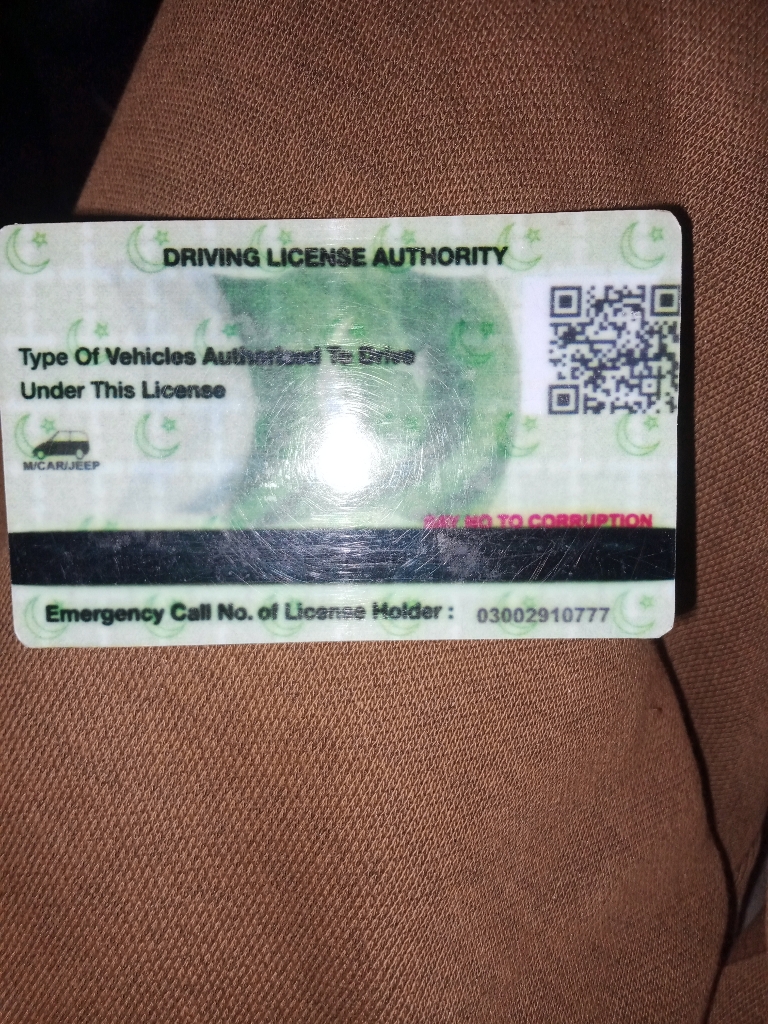 DRIVING LICENSE AUTHORITY
Type Of Vehicles Authorized To Drive
Under This License
M/CAR/JEEP
SAY NO TO CORRUPTION
Emergency Call No. of License Holder : 03002910777